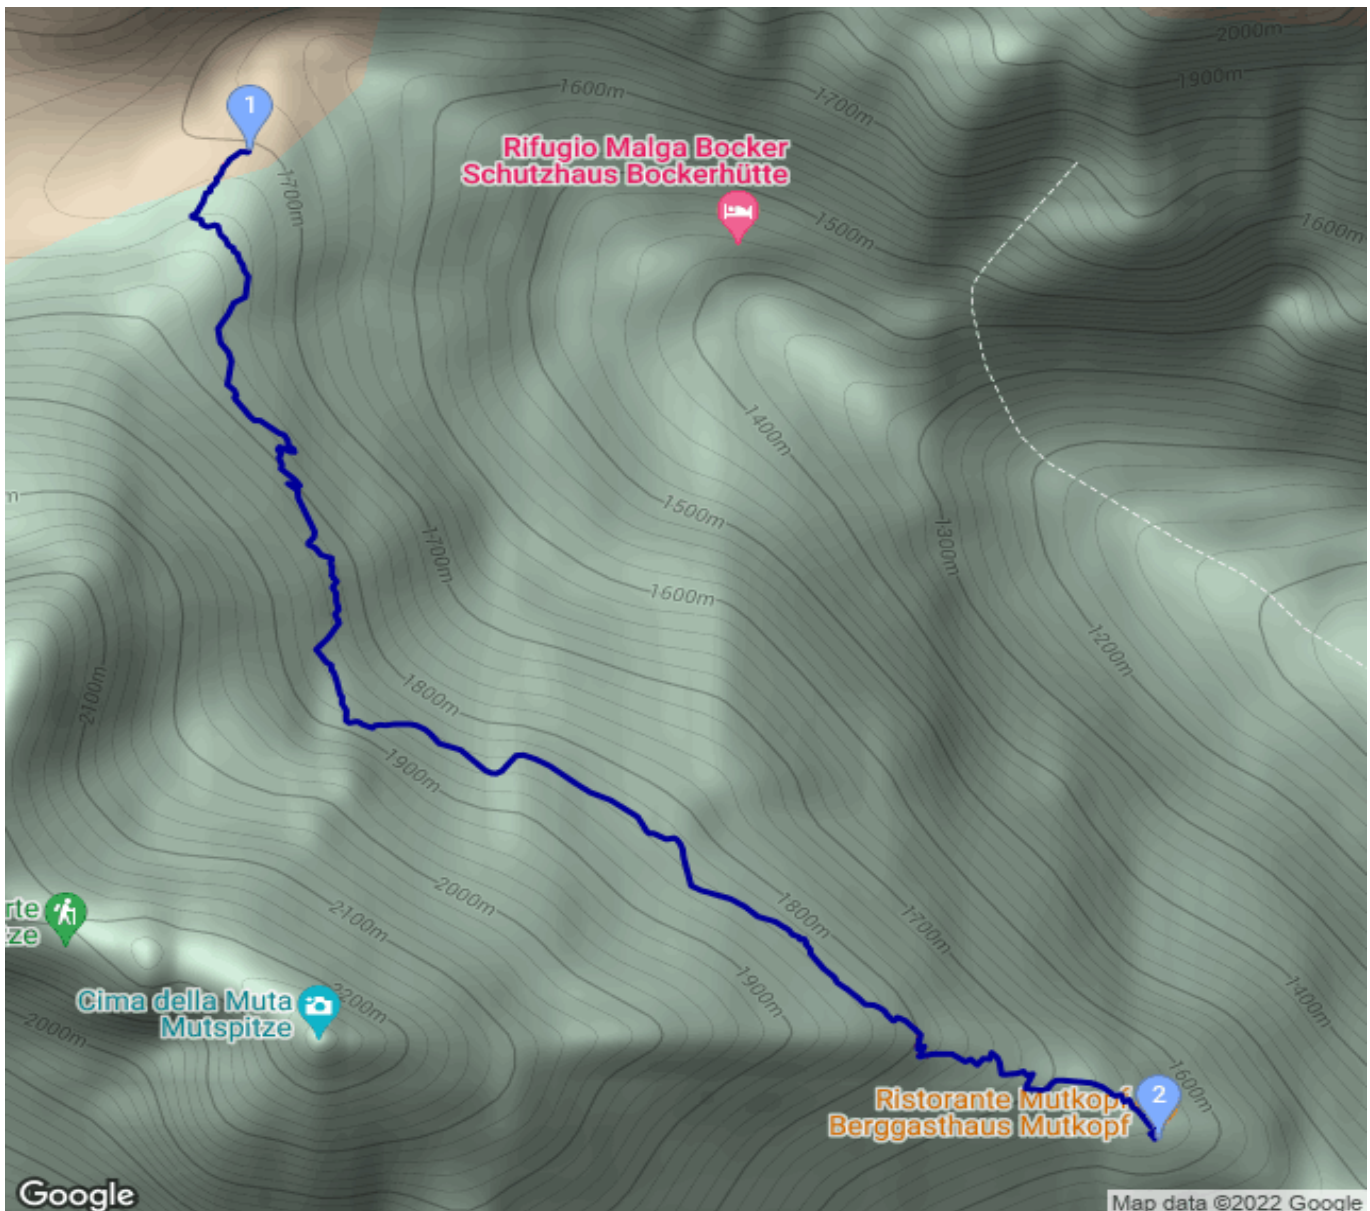 2000m
1900m
1600m
1700m
1
Rifugio Malga Bocker
Schutzhaus Bockerhütte
1700m
1500m
1600m
1400m
m
1500m
1300m
1700m
1600m
1200m
1800m
2100m
1900m
2000m
1800m
1700m
2100m
rte
ze
1900m
1400m
2200m
Cima della Muta
Mutspitze
2000m
1600m
2
Ristorante Mutkopf
Berggasthaus Mutkopf
Google
Map data ©2022 Google